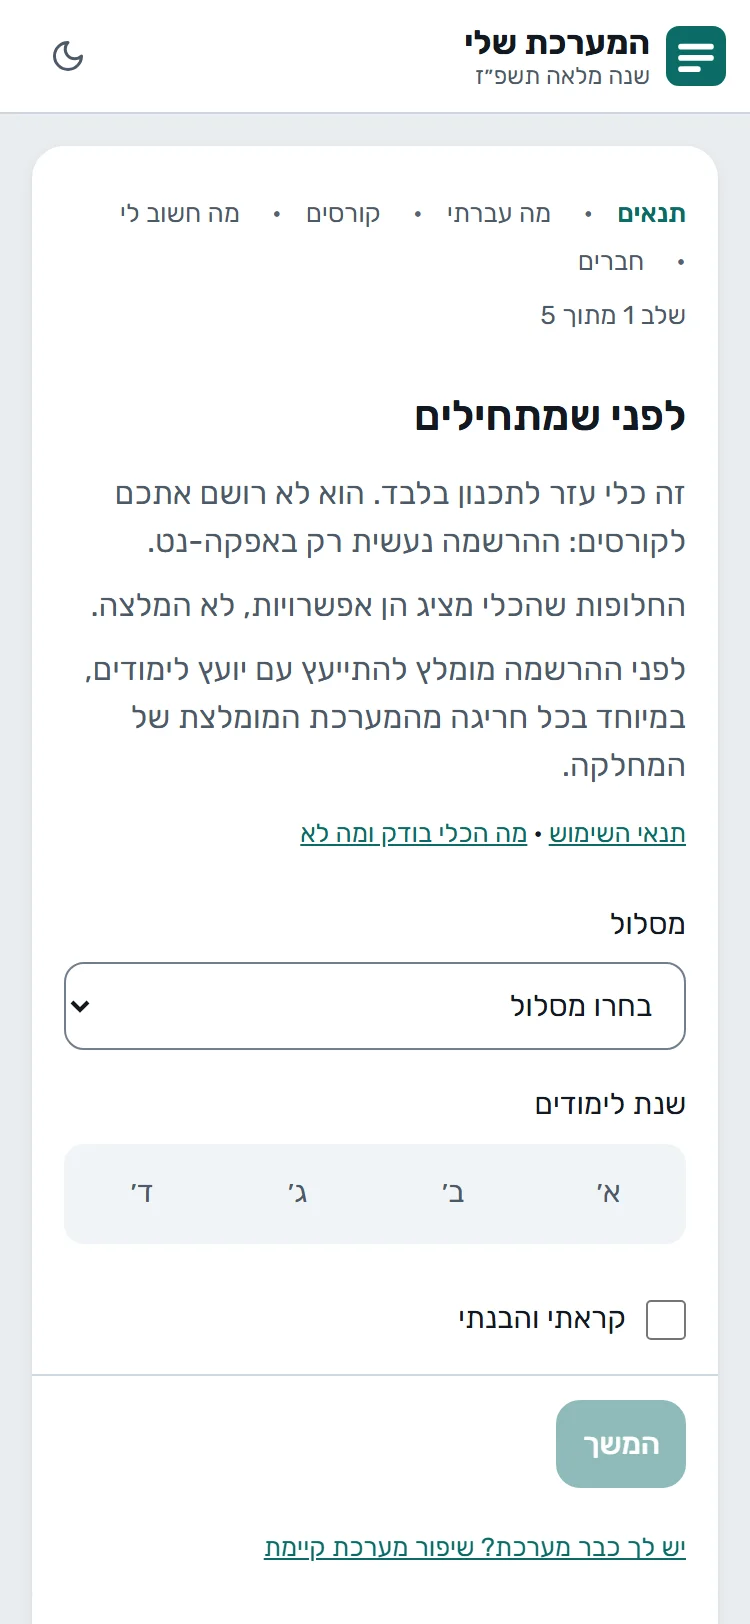 המערכת שלי
שנה מלאה תשפ״ז
תנאים • מה עברתי • קורסים • מה חשוב לי
• חברים
שלב 1 מתוך 5
לפני שמתחילים
זה כלי עזר לתכנון בלבד. הוא לא רושם אתכם
לקורסים: ההרשמה נעשית רק באפקה-נט.
החלופות שהכלי מציג הן אפשרויות, לא המלצה.
לפני ההרשמה מומלץ להתייעץ עם יועץ לימודים,
במיוחד בכל חריגה מהמערכת המומלצת של
המחלקה.
תנאי השימוש • מה הכלי בודק ומה לא
מסלול
בחרו מסלול
שנת לימודים
א׳ ב׳ ג׳ ד׳
קראתי והבנתי
המשך
יש לך כבר מערכת? שיפור מערכת קיימת